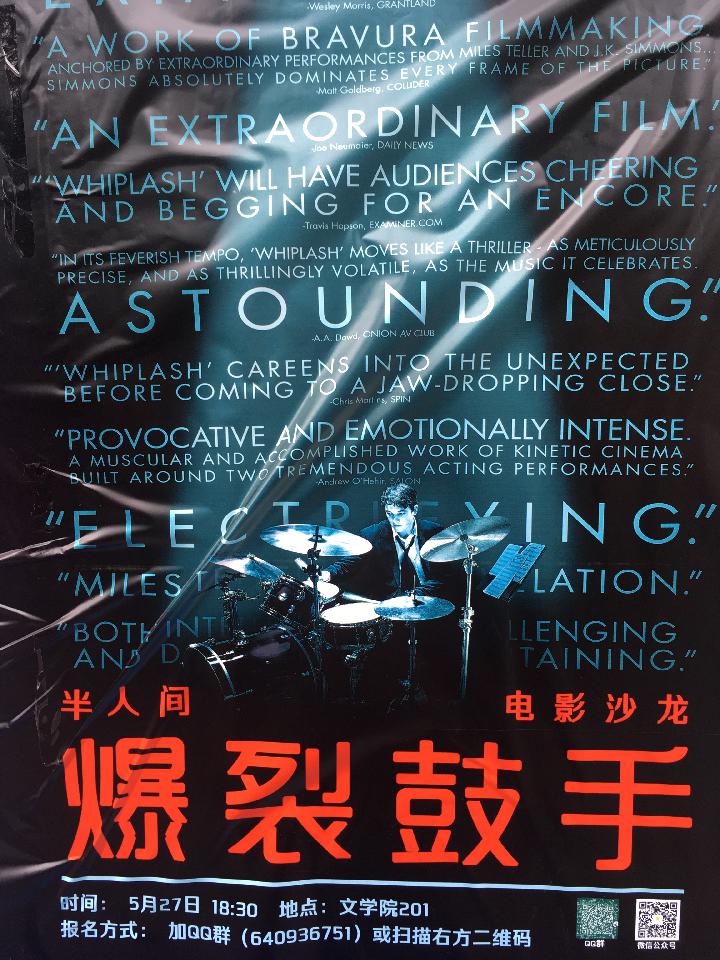 -Wesley Morris, GRANTLAND
"A WORK OF BRAVURA FILMMAKING,
ANCHORED BY EXTRAORDINARY PERFORMANCES FROM MILES TELLER AND J.K. SIMMONS...
SIMMONS ABSOLUTELY DOMINATES EVERY FRAME OF THE PICTURE."
-Matt Goldberg, COLLIDER
"AN EXTRAORDINARY FILM."
-Joe Neumaier, DAILY NEWS
"'WHIPLASH' WILL HAVE AUDIENCES CHEERING
AND BEGGING FOR AN ENCORE."
-Travis Hopson, EXAMINER.COM
"IN ITS FEVERISH TEMPO, 'WHIPLASH' MOVES LIKE A THRILLER - AS METICULOUSLY
PRECISE, AND AS THRILLINGLY VOLATILE, AS THE MUSIC IT CELEBRATES.
ASTOUNDING."
-A.A. Dowd, ONION AV CLUB
"'WHIPLASH' CAREENS INTO THE UNEXPECTED
BEFORE COMING TO A JAW-DROPPING CLOSE."
-Chris Martins, SPIN
"PROVOCATIVE AND EMOTIONALLY INTENSE.
A MUSCULAR AND ACCOMPLISHED WORK OF KINETIC CINEMA
BUILT AROUND TWO TREMENDOUS ACTING PERFORMANCES."
-Andrew O'Hehir, SALON
"ELECTRIFYING."
"MILES T LATION."
"BOTH INT LLENGING
AND D TAINING."
半人间 电影沙龙
爆裂鼓手
时间： 5月27日 18:30 地点：文学院201
报名方式： 加QQ群（640936751）或扫描右方二维码
QQ群 微信公众号